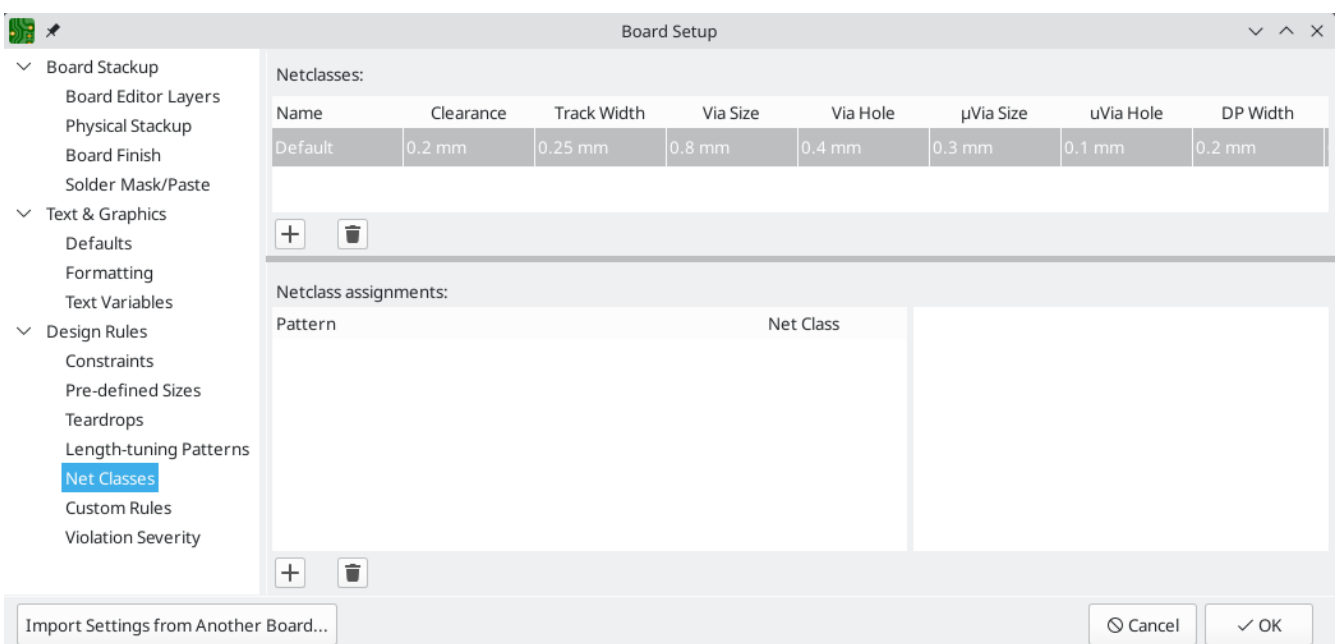 Board Setup
Board Stackup
Board Editor Layers
Physical Stackup
Board Finish
Solder Mask/Paste
Text & Graphics
Defaults
Formatting
Text Variables
Design Rules
Constraints
Pre-defined Sizes
Teardrops
Length-tuning Patterns
Net Classes
Custom Rules
Violation Severity
Netclasses:
Name Clearance Track Width Via Size Via Hole µVia Size uVia Hole DP Width
Default 0.2 mm 0.25 mm 0.8 mm 0.4 mm 0.3 mm 0.1 mm 0.2 mm
Netclass assignments:
Pattern Net Class
Import Settings from Another Board... Cancel OK